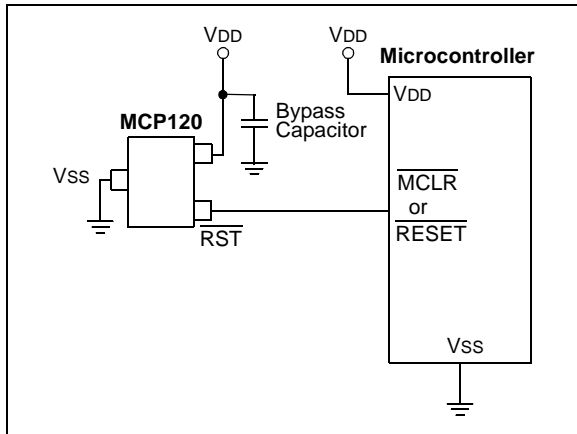 VDD
VDD
Microcontroller
VDD
Bypass
Capacitor
MCP120
VSS
MCLR
or
RESET
RST
VSS